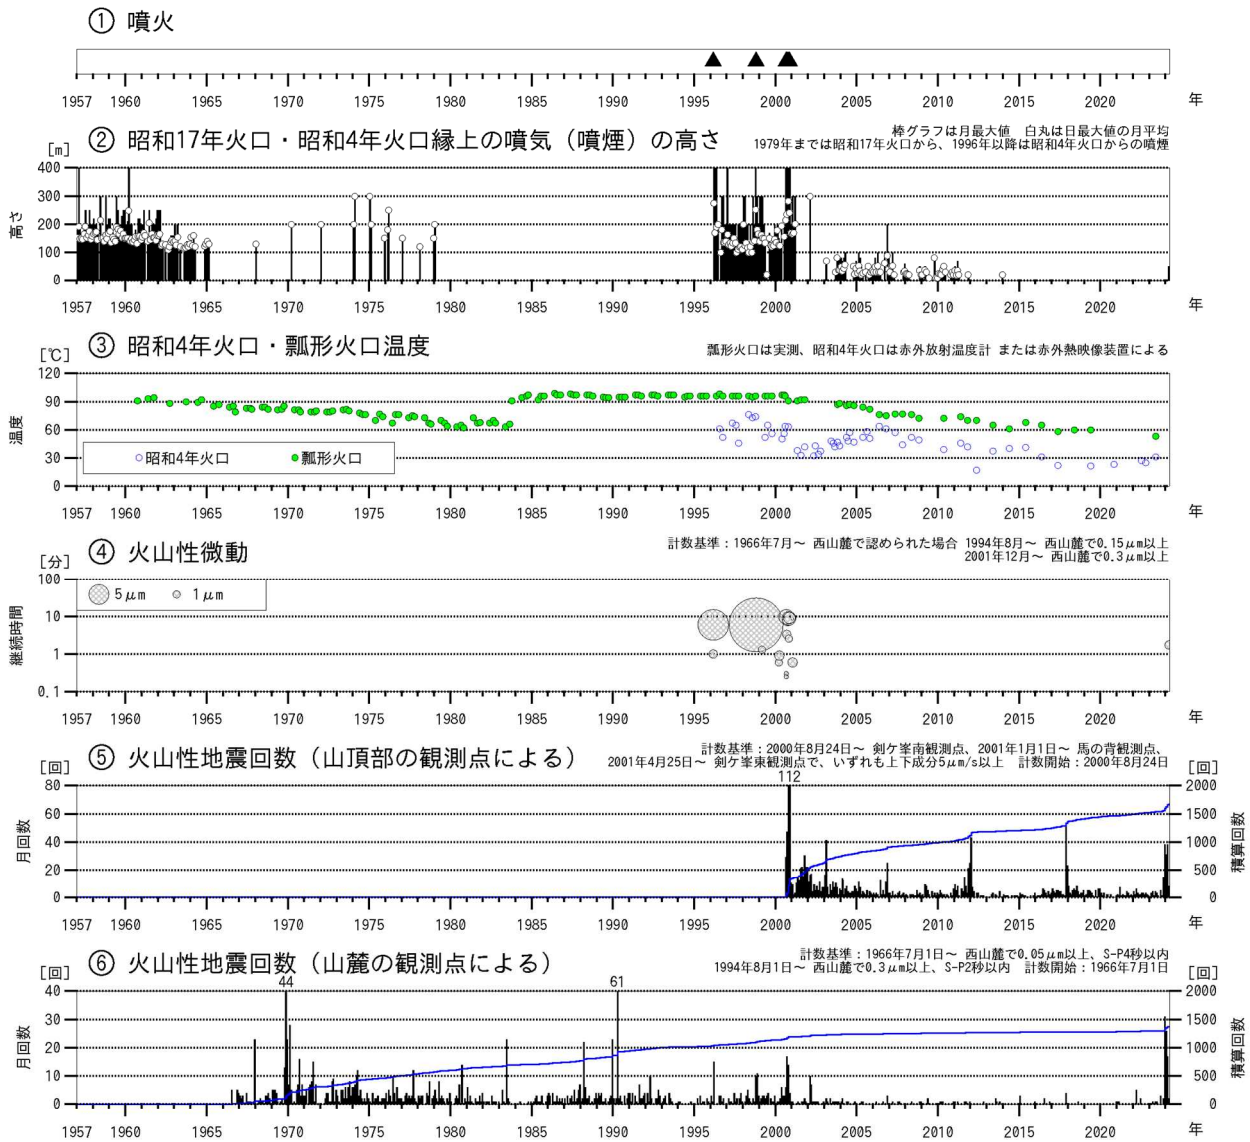 ① 噴火
1957 1960 1965 1970 1975 1980 1985 1990 1995 2000 2005 2010 2015 2020 年
② 昭和17年火口・昭和4年火口縁上の噴気（噴煙）の高さ
棒グラフは月最大値　白丸は日最大値の月平均
1979年までは昭和17年火口から、1996年以降は昭和4年火口からの噴煙
[m]
400
300
200
100
0
高さ
1957 1960 1965 1970 1975 1980 1985 1990 1995 2000 2005 2010 2015 2020 年
③ 昭和4年火口・瓢形火口温度
瓢形火口は実測、昭和4年火口は赤外放射温度計 または赤外熱映像装置による
[℃]
120
90
60
30
0
温度
昭和4年火口　瓢形火口
1957 1960 1965 1970 1975 1980 1985 1990 1995 2000 2005 2010 2015 2020 年
④ 火山性微動
計数基準：1966年7月～ 西山麓で認められた場合 1994年8月～ 西山麓で0.15μm以上
2001年12月～ 西山麓で0.3μm以上
[分]
100
10
1
0.1
継続時間
5μm　1μm
1957 1960 1965 1970 1975 1980 1985 1990 1995 2000 2005 2010 2015 2020 年
⑤ 火山性地震回数（山頂部の観測点による）
計数基準：2000年8月24日～ 剣ケ峯南観測点、2001年1月1日～ 馬の背観測点、
2001年4月25日～ 剣ケ峯東観測点で、いずれも上下成分5μm/s以上　計数開始：2000年8月24日
[回]
80
60
40
20
0
月回数
112
[回]
2000
1500
1000
500
0
積算回数
1957 1960 1965 1970 1975 1980 1985 1990 1995 2000 2005 2010 2015 2020 年
⑥ 火山性地震回数（山麓の観測点による）
計数基準：1966年7月1日～ 西山麓で0.05μm以上、S-P4秒以内
1994年8月1日～ 西山麓で0.3μm以上、S-P2秒以内　計数開始：1966年7月1日
[回]
40
30
20
10
0
月回数
44
61
[回]
2000
1500
1000
500
0
積算回数
1957 1960 1965 1970 1975 1980 1985 1990 1995 2000 2005 2010 2015 2020 年